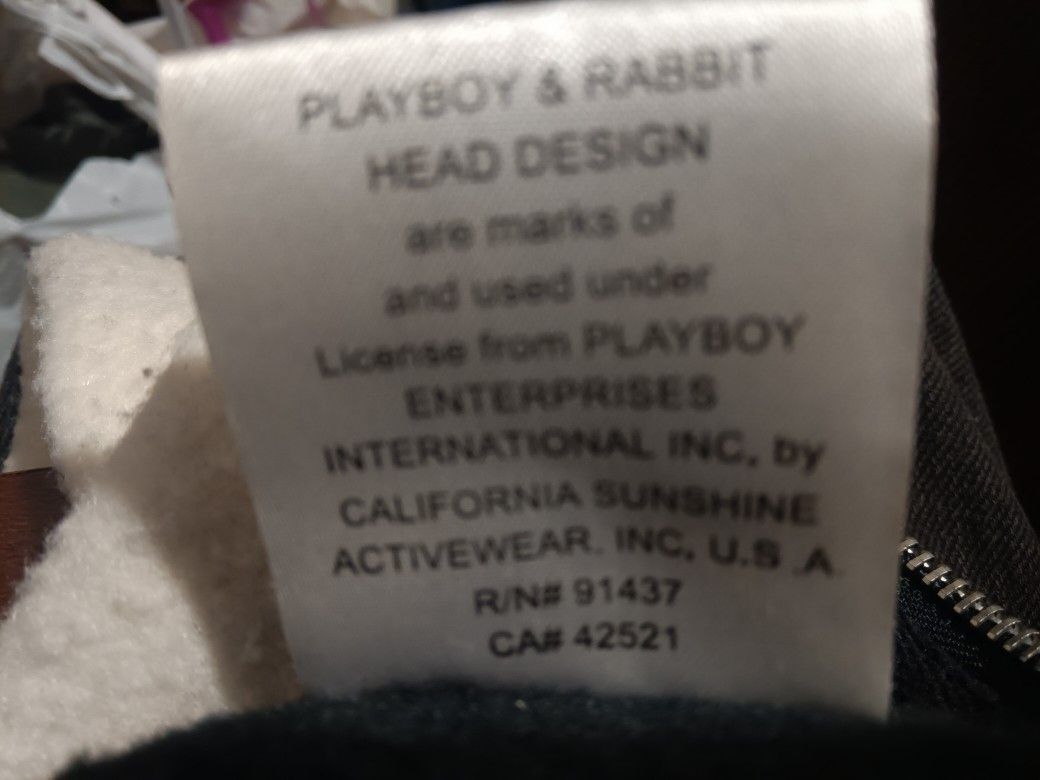 PLAYBOY & RABBIT
HEAD DESIGN
are marks of
and used under
License from PLAYBOY
ENTERPRISES
INTERNATIONAL INC, by
CALIFORNIA SUNSHINE
ACTIVEWEAR. INC, U.S .A.
R/N# 91437
CA# 42521